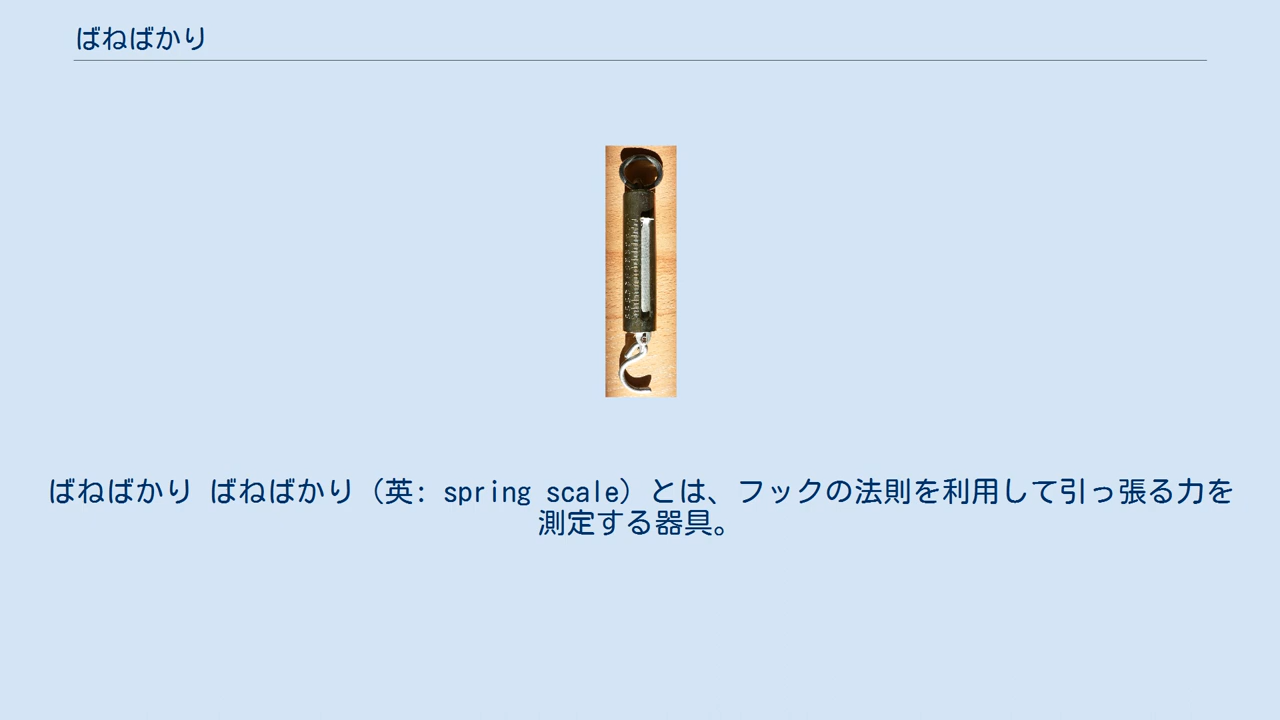 ばねばかり
ばねばかり ばねばかり（英: spring scale）とは、フックの法則を利用して引っ張る力を
測定する器具。